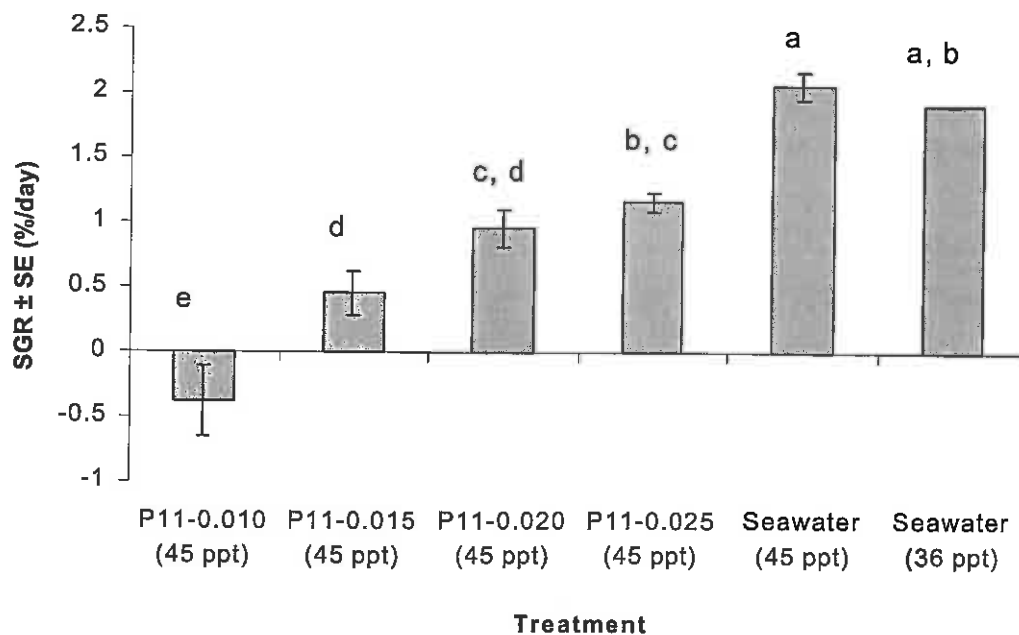 2.5
2
1.5
1
0.5
0
-0.5
-1
SGR ± SE (%/day)
e
d
c, d
b, c
a
a, b
P11-0.010 P11-0.015 P11-0.020 P11-0.025 Seawater Seawater
(45 ppt) (45 ppt) (45 ppt) (45 ppt) (45 ppt) (36 ppt)
Treatment